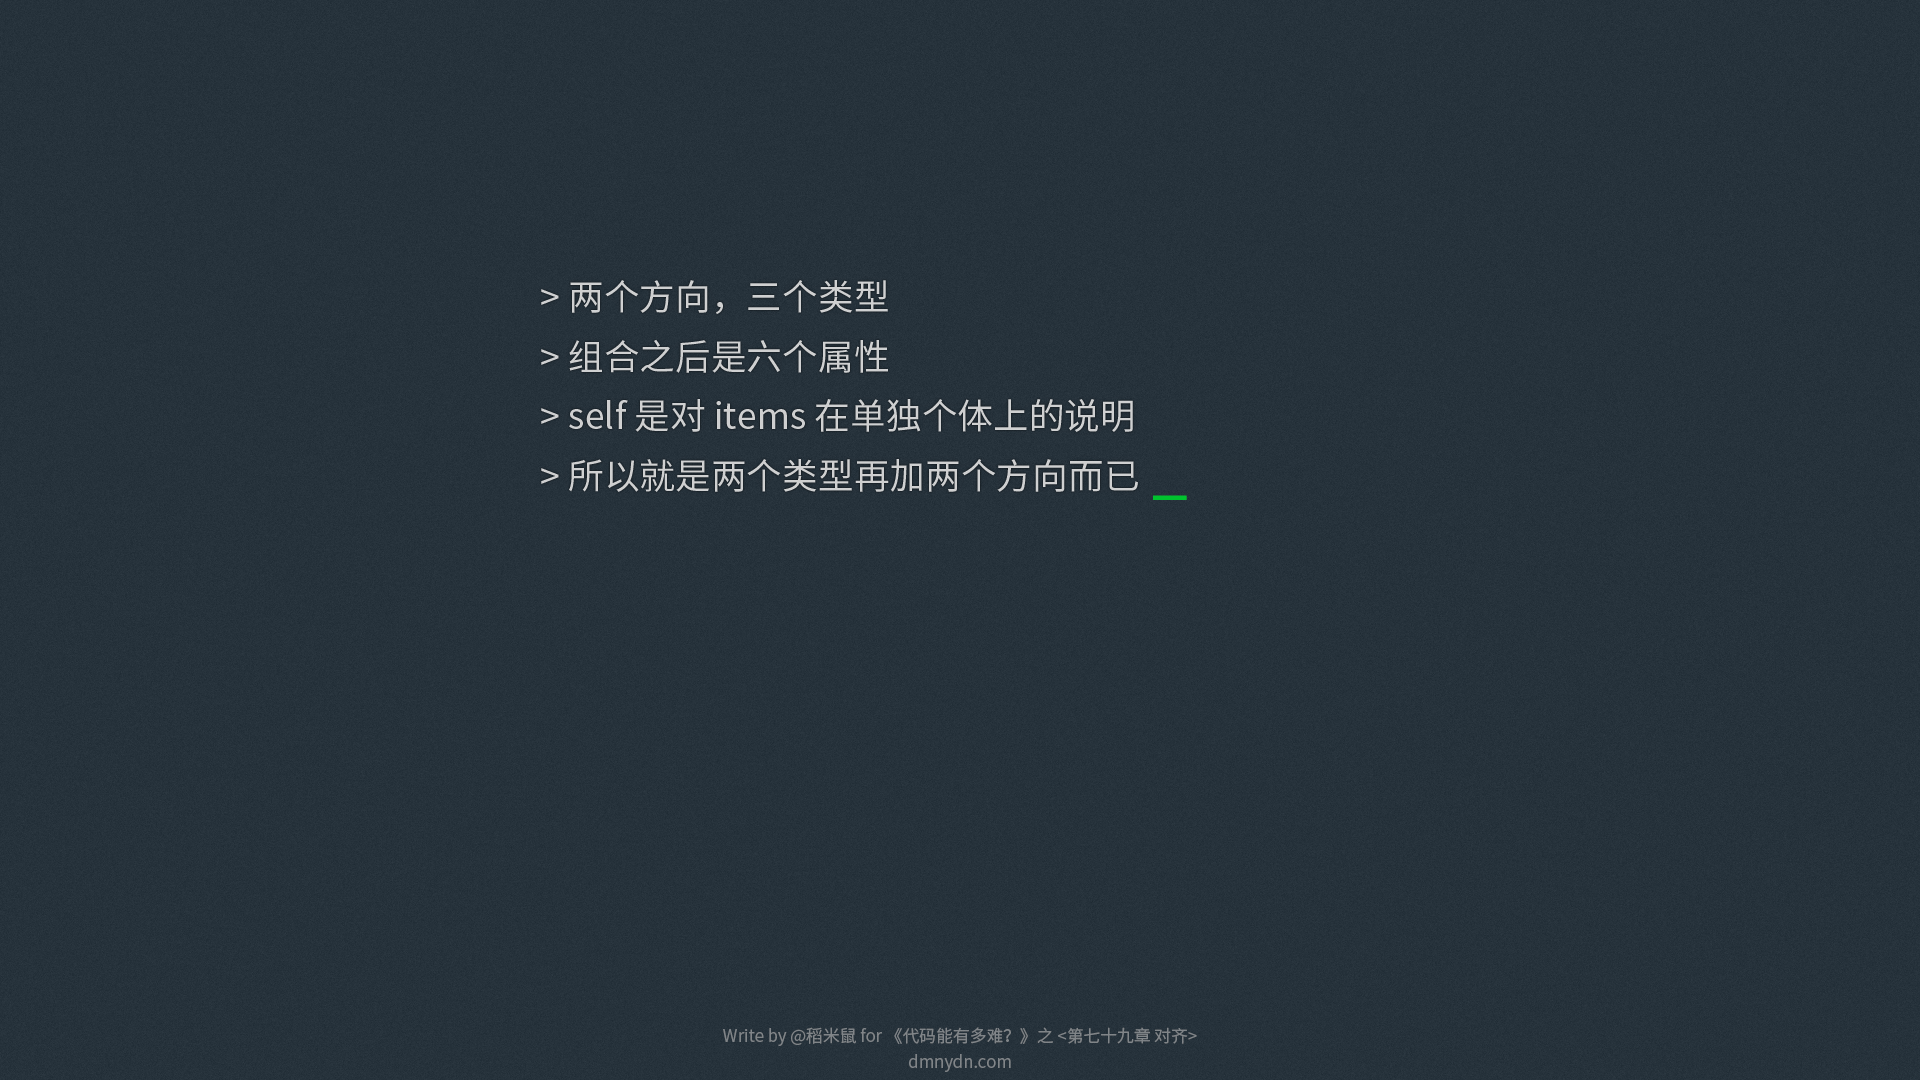 > 两个方向，三个类型
> 组合之后是六个属性
> self 是对 items 在单独个体上的说明
> 所以就是两个类型再加两个方向而已 _
Write by @稻米鼠 for 《代码能有多难？》之 <第七十九章 对齐>
dmnydn.com